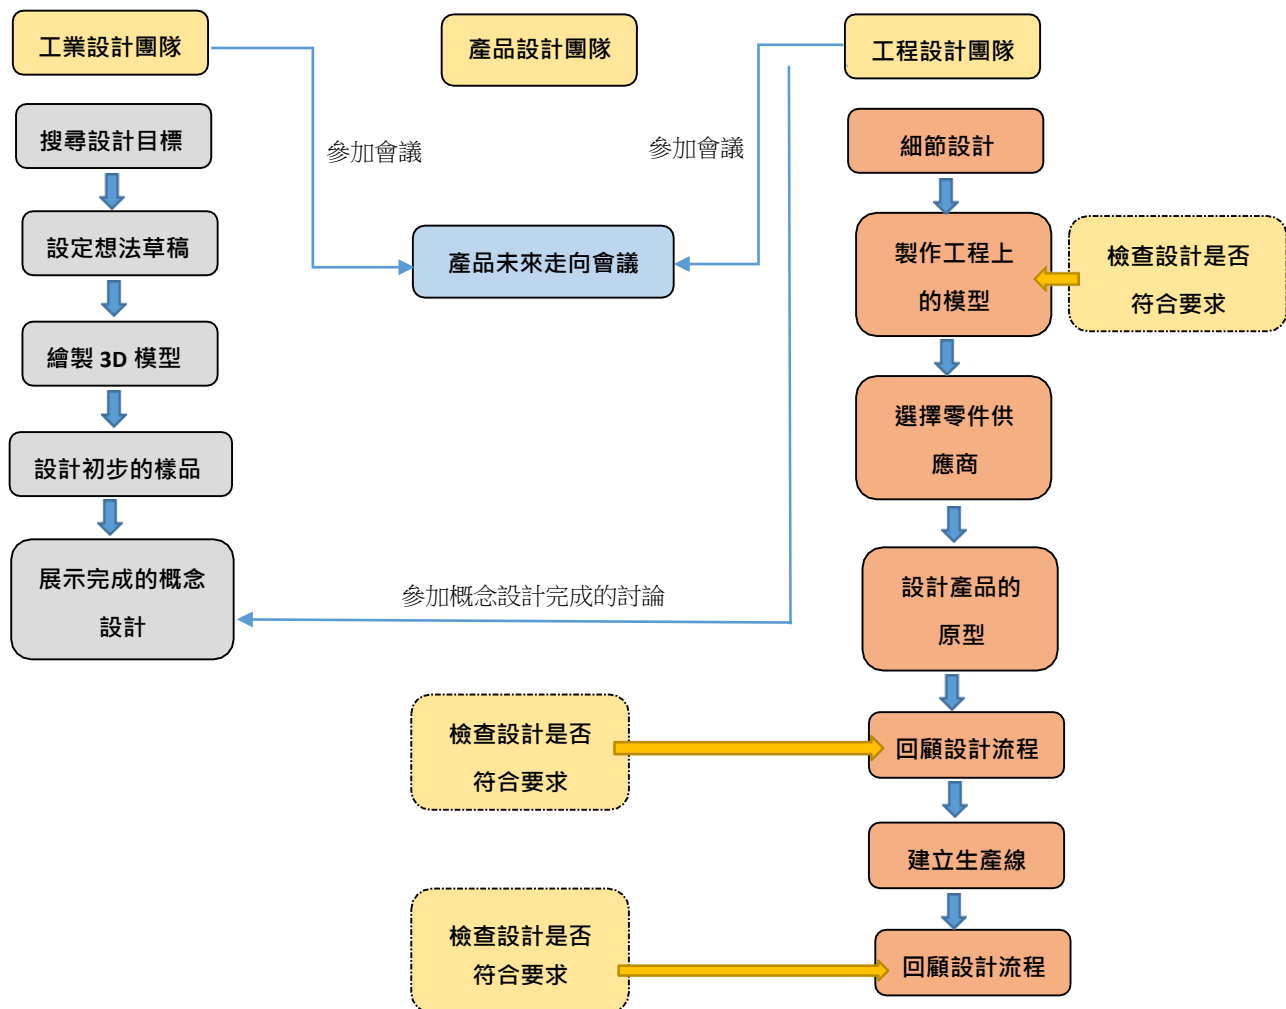 工業設計團隊
產品設計團隊
工程設計團隊
搜尋設計目標
設定想法草稿
繪製 3D 模型
設計初步的樣品
展示完成的概念
設計
參加會議
參加會議
產品未來走向會議
參加概念設計完成的討論
細節設計
製作工程上
的模型
檢查設計是否
符合要求
選擇零件供
應商
設計產品的
原型
檢查設計是否
符合要求
回顧設計流程
建立生產線
檢查設計是否
符合要求
回顧設計流程